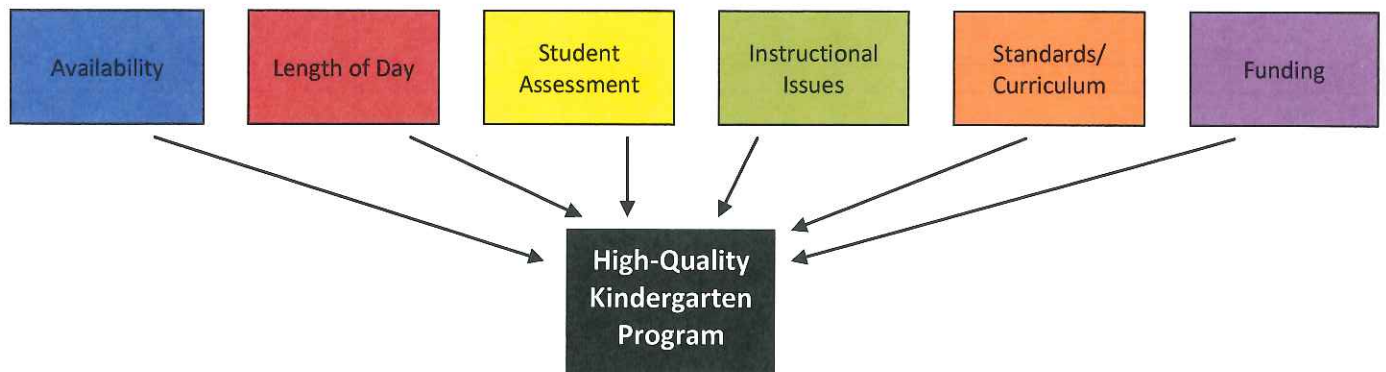 Availability
Length of Day
Student
Assessment
Instructional
Issues
Standards/
Curriculum
Funding
High-Quality
Kindergarten
Program